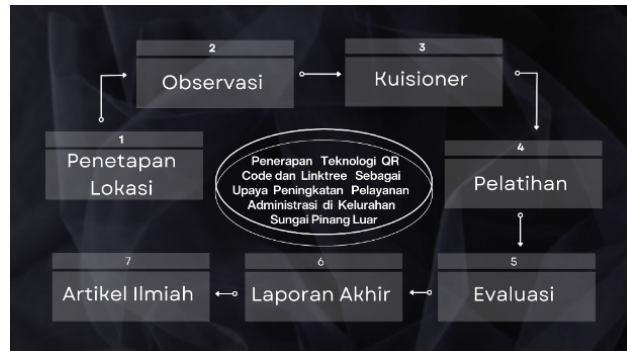 1
Penetapan
Lokasi
2
Observasi
3
Kuisioner
4
Pelatihan
5
Evaluasi
6
Laporan Akhir
7
Artikel Ilmiah
Penerapan Teknologi QR
Code dan Linktree Sebagai
Upaya Peningkatan Pelayanan
Administrasi di Kelurahan
Sungai Pinang Luar